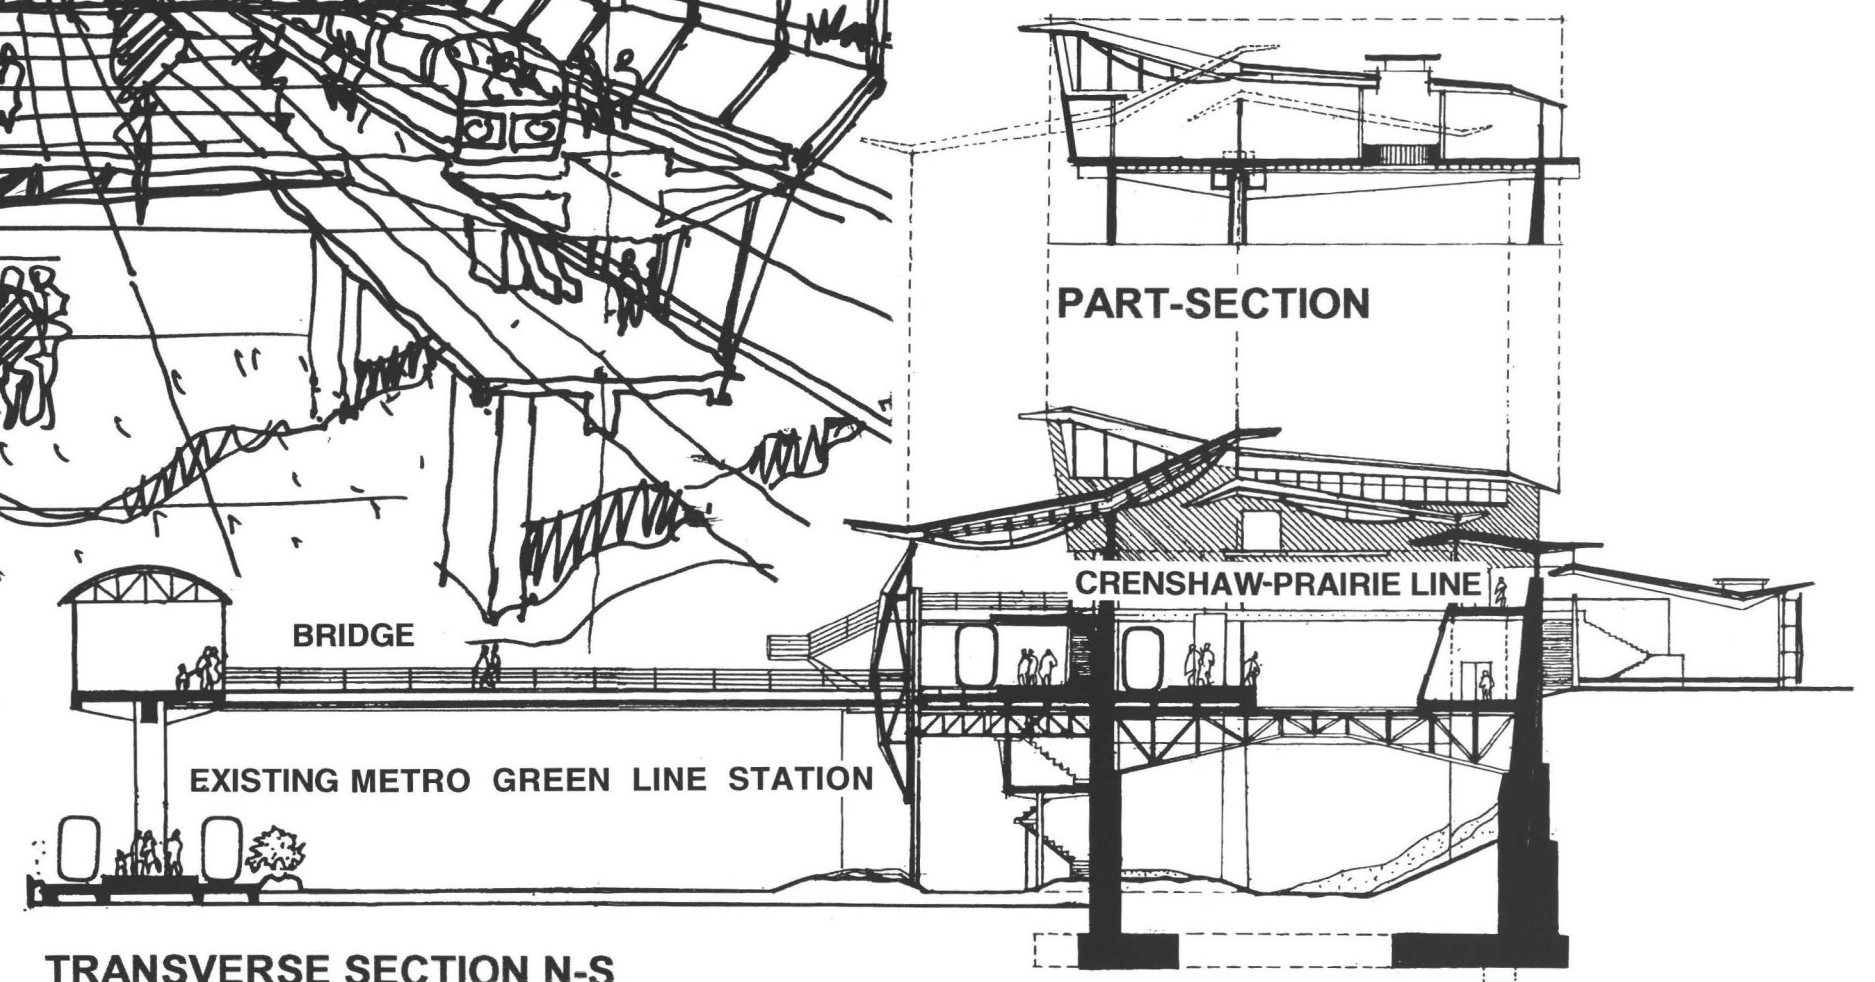 PART-SECTION
CRENSHAW-PRAIRIE LINE
BRIDGE
EXISTING METRO GREEN LINE STATION
TRANSVERSE SECTION N-S